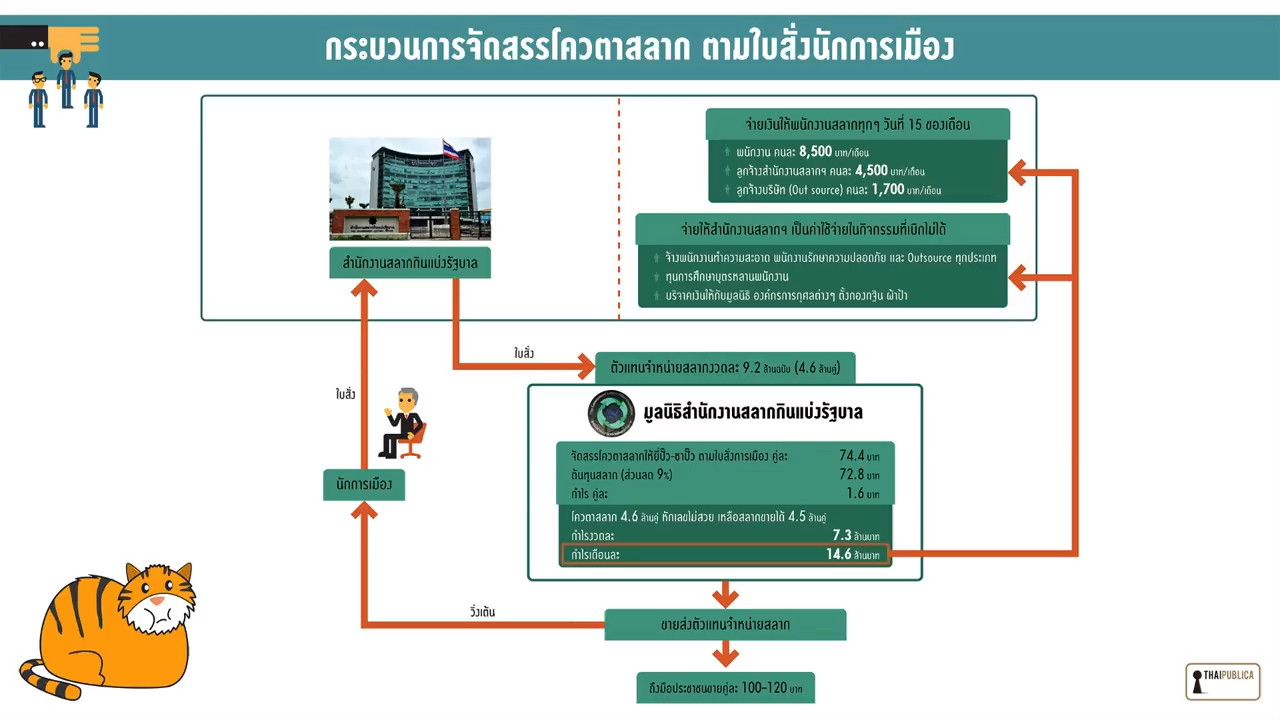 กระบวนการจัดสรรโควตาสลาก ตามใบสั่งนักการเมือง
สำนักงานสลากกินแบ่งรัฐบาล
จ่ายเงินให้พนักงานสลากทุกๆ วันที่ 15 ของเดือน
พนักงาน คนละ 8,500 บาท/เดือน
ลูกจ้างสำนักงานสลากฯ คนละ 4,500 บาท/เดือน
ลูกจ้างบริษัท (Out source) คนละ 1,700 บาท/เดือน
จ่ายให้สำนักงานสลากฯ เป็นค่าใช้จ่ายในกิจกรรมที่เบิกไม่ได้
จ้างพนักงานทำความสะอาด พนักงานรักษาความปลอดภัย และ Outsource ทุกประเภท
ทุนการศึกษาบุตรหลานพนักงาน
บริจาคเงินให้กับมูลนิธิ องค์กรการกุศลต่างๆ ตั้งกองกฐิน ผ้าป่า
ใบสั่ง
ตัวแทนจำหน่ายสลากงวดละ 9.2 ล้านฉบับ (4.6 ล้านคู่)
ใบสั่ง
นักการเมือง
มูลนิธิสำนักงานสลากกินแบ่งรัฐบาล
จัดสรรโควตาสลากให้ยี่ปั๊ว-ซาปั๊ว ตามใบสั่งการเมือง คู่ละ 74.4 บาท
ต้นทุนสลาก (ส่วนลด 9%) 72.8 บาท
กำไร คู่ละ 1.6 บาท
โควตาสลาก 4.6 ล้านคู่ หักเลขไม่สวย เหลือสลากขายได้ 4.5 ล้านคู่
กำไรงวดละ 7.3 ล้านบาท
กำไรเดือนละ 14.6 ล้านบาท
วิ่งเต้น
ขายส่งตัวแทนจำหน่ายสลาก
ถึงมือประชาชนขายคู่ละ 100-120 บาท
THAIPUBLICA